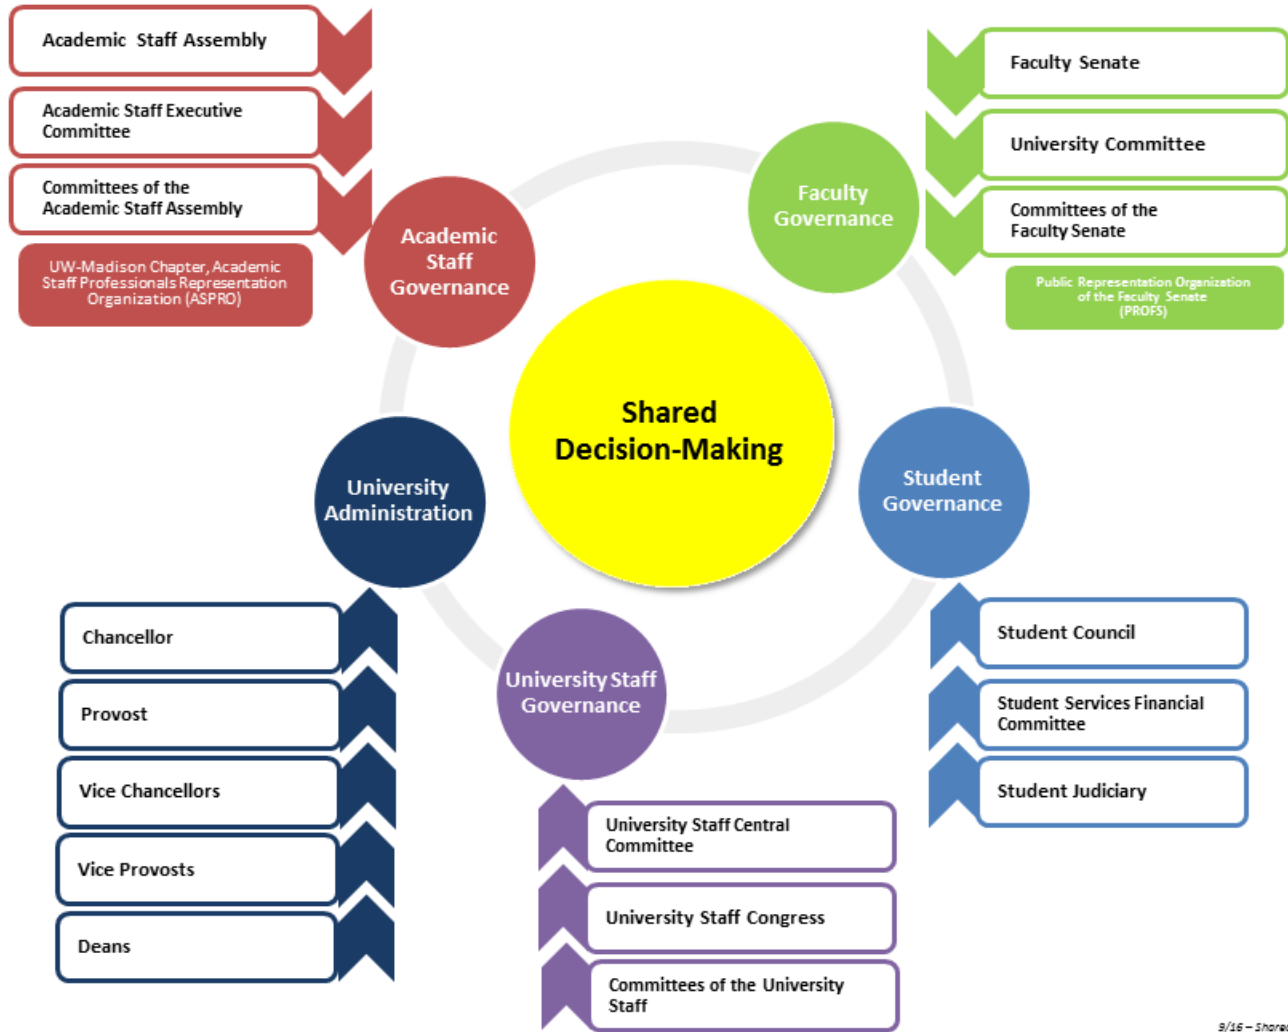 Academic Staff Assembly
Academic Staff Executive
Committee
Committees of the
Academic Staff Assembly
UW-Madison Chapter, Academic
Staff Professionals Representation
Organization (ASPRO)
Academic
Staff
Governance
Faculty
Governance
Faculty Senate
University Committee
Committees of the
Faculty Senate
Public Representation Organization
of the Faculty Senate
(PROFS)
Shared
Decision-Making
University
Administration
Student
Governance
University Staff
Governance
Chancellor
Provost
Vice Chancellors
Vice Provosts
Deans
University Staff Central
Committee
University Staff Congress
Committees of the University
Staff
Student Council
Student Services Financial
Committee
Student Judiciary
9/16 – Shared